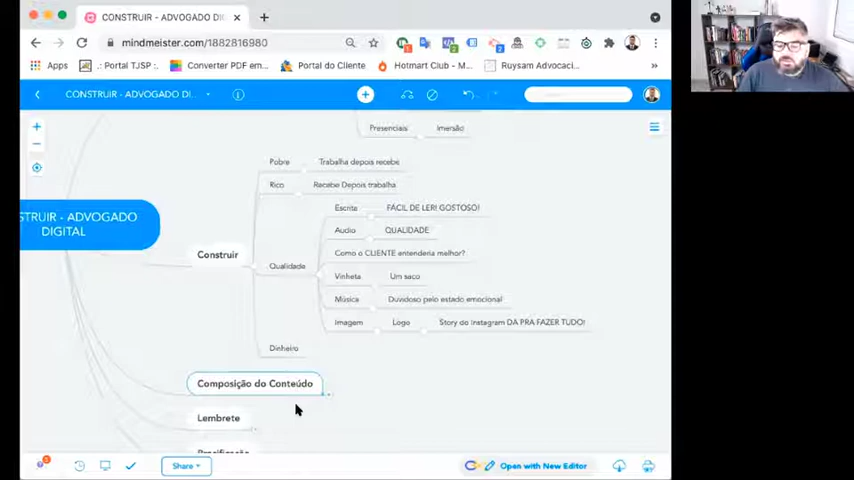 CONSTRUIR - ADVOGADO DI
mindmeister.com/1882816980
Apps
.: Portal TJSP .:
Converter PDF em...
Portal do Cliente
Hotmart Club - M...
Ruysam Advocaci...
»
CONSTRUIR - ADVOGADO DI...
Presenciais
Imersão
Pobre
Trabalha depois recebe
Rico
Recebe Depois trabalha
STRUIR - ADVOGADO
DIGITAL
Construir
Qualidade
Escrita
FÁCIL DE LER! GOSTOSO!
Audio
QUALIDADE
Como o CLIENTE entenderia melhor?
Vinheta
Um saco
Música
Duvidoso pelo estado emocional
Imagem
Logo
Story do Instagram DÁ PRA FAZER TUDO!
Dinheiro
Composição do Conteúdo
Lembrete
Precificação
Share
Open with New Editor